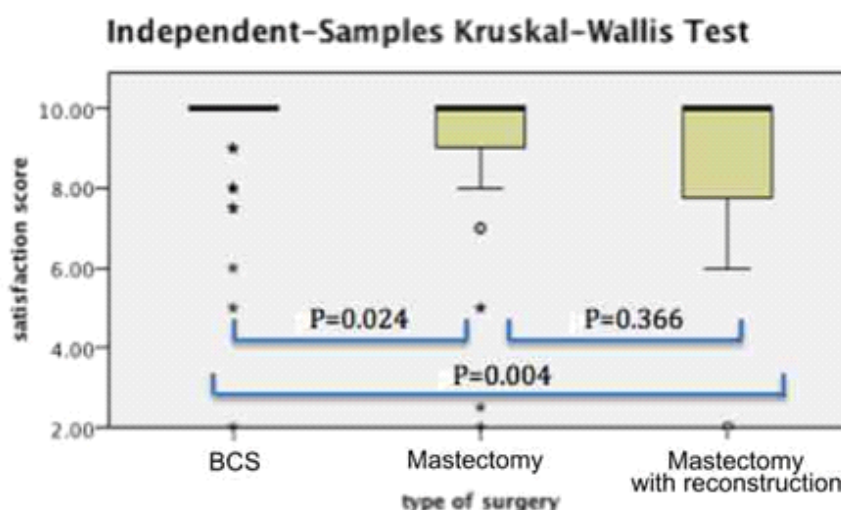 Independent-Samples Kruskal-Wallis Test
10.00
8.00
6.00
4.00
2.00
satisfaction score
P=0.024
P=0.366
P=0.004
BCS
Mastectomy
Mastectomy
with reconstruction
type of surgery